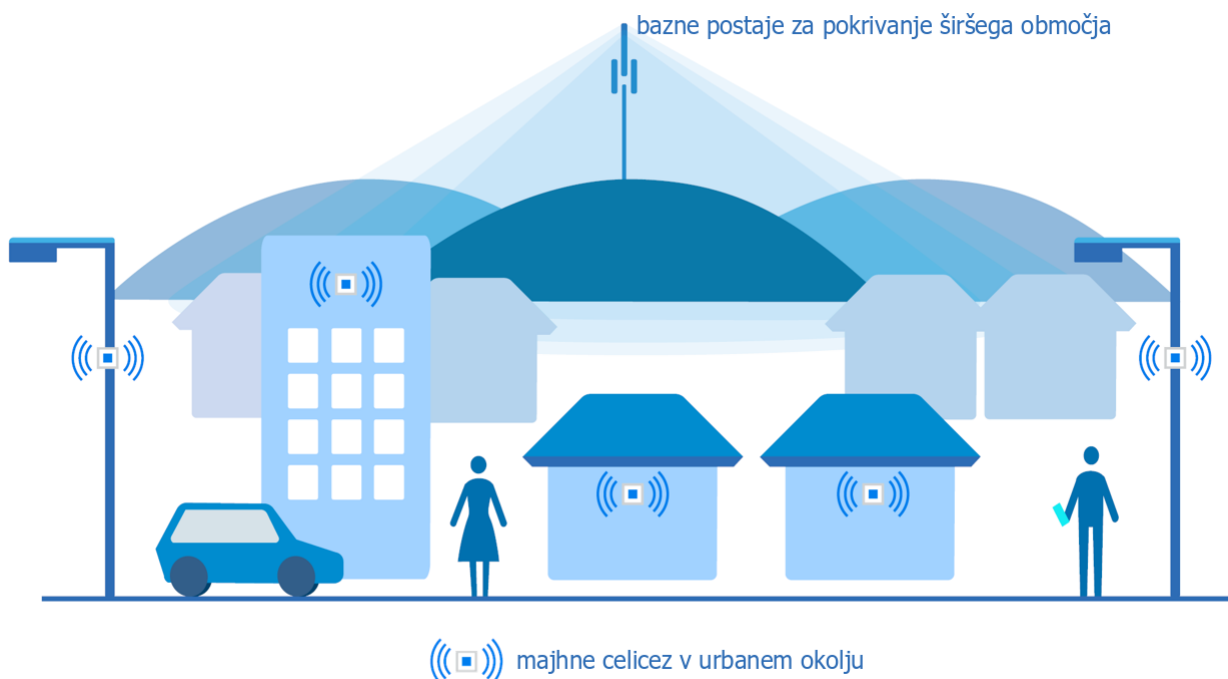 bazne postaje za pokrivanje širšega območja
majhne celicez v urbanem okolju